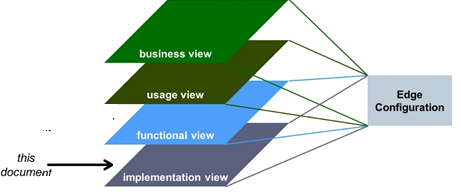 business view
usage view
functional view
implementation view
this
document
Edge
Configuration